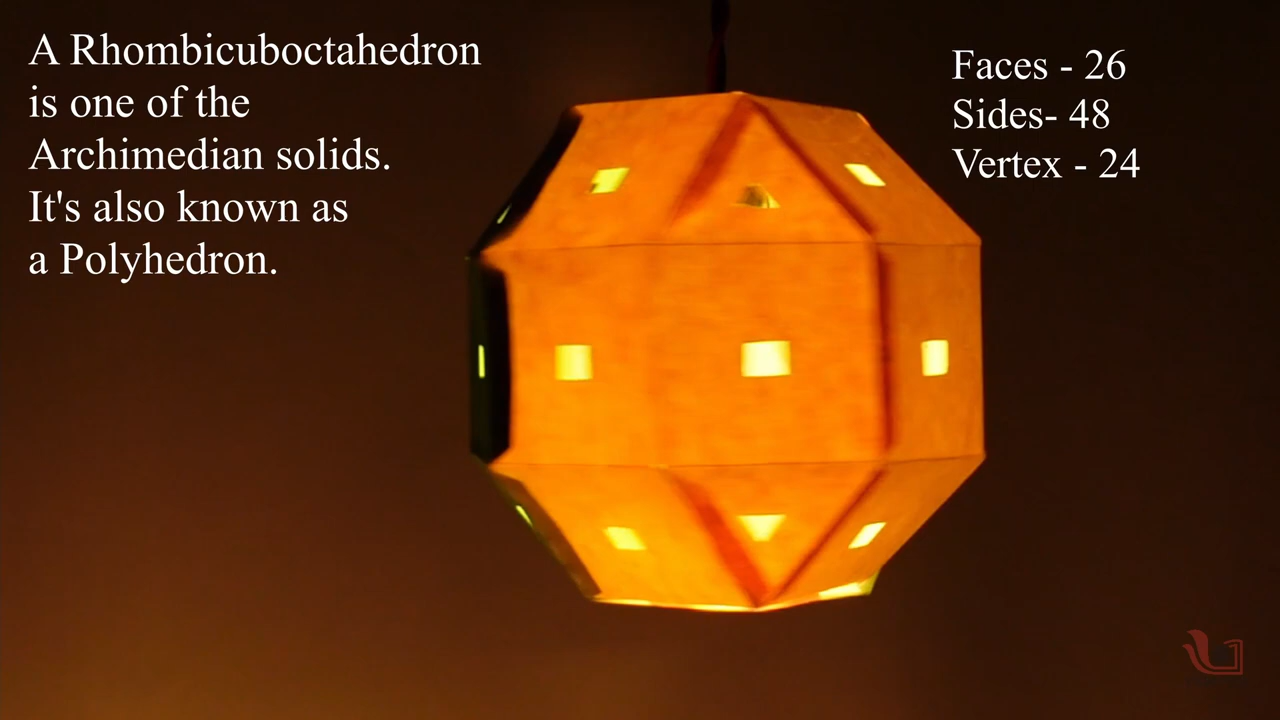 A Rhombicuboctahedron
is one of the
Archimedian solids.
It's also known as
a Polyhedron.
Faces - 26
Sides- 48
Vertex - 24